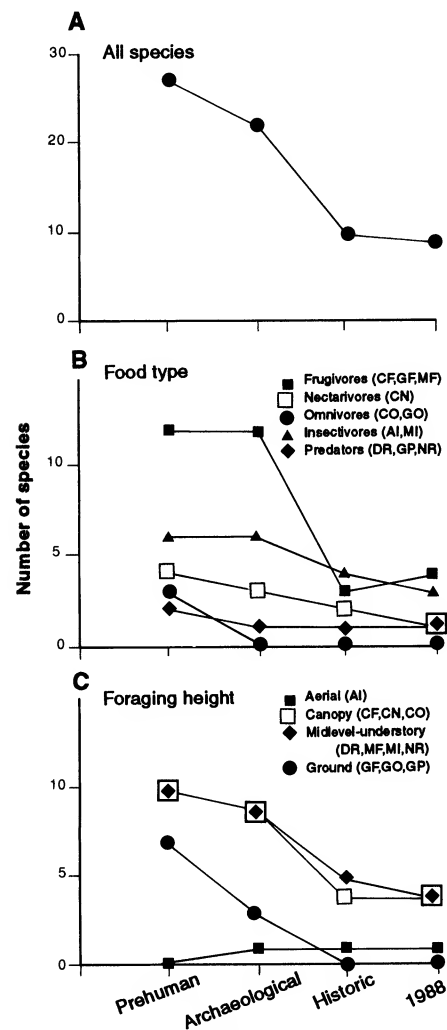 A
All species
30
20
10
0
B
Food type
Frugivores (CF,GF,MF)
Nectarivores (CN)
Omnivores (CO,GO)
Insectivores (AI,MI)
Predators (DR,GP,NR)
10
5
0
Number of species
C
Foraging height
Aerial (AI)
Canopy (CF,CN,CO)
Midlevel-understory
(DR,MF,MI,NR)
Ground (GF,GO,GP)
10
5
0
Prehuman
Archaeological
Historic
1988